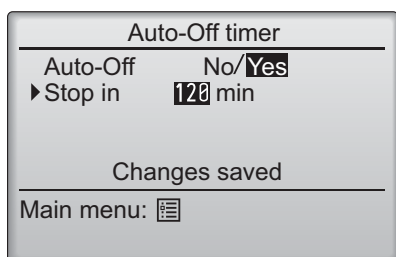 Auto-Off timer
Auto-Off No/Yes
Stop in 120 min
Changes saved
Main menu: